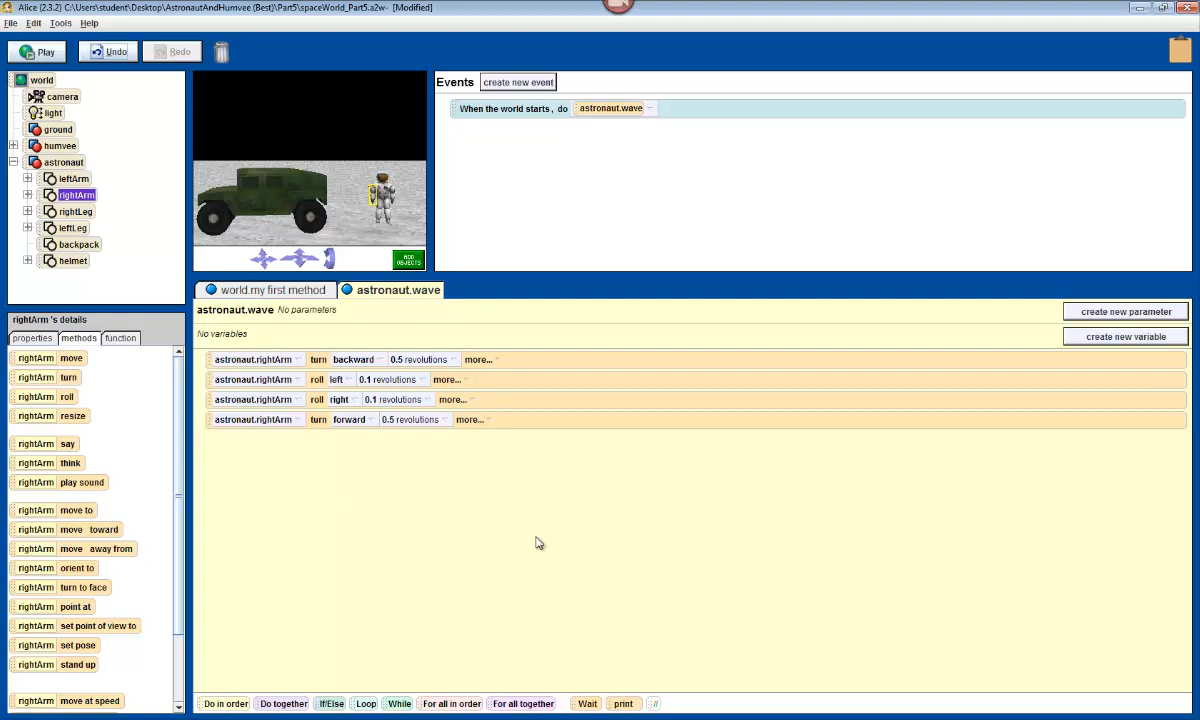 Alice (2.3.2) C:\Users\student\Desktop\AstronautAndHumvee (Best)\Part5\spaceWorld_Part5.a2w- [Modified]
File Edit Tools Help
Play Undo Redo
world
camera
light
ground
humvee
astronaut
leftArm
rightArm
rightLeg
leftLeg
backpack
helmet
ADD OBJECTS
Events create new event
When the world starts, do astronaut.wave
rightArm 's details
properties methods function
rightArm move
rightArm turn
rightArm roll
rightArm resize
rightArm say
rightArm think
rightArm play sound
rightArm move to
rightArm move toward
rightArm move away from
rightArm orient to
rightArm turn to face
rightArm point at
rightArm set point of view to
rightArm set pose
rightArm stand up
rightArm move at speed
world.my first method astronaut.wave
astronaut.wave No parameters
create new parameter
No variables
create new variable
astronaut.rightArm turn backward 0.5 revolutions more...
astronaut.rightArm roll left 0.1 revolutions more...
astronaut.rightArm roll right 0.1 revolutions more...
astronaut.rightArm turn forward 0.5 revolutions more...
Do in order Do together If/Else Loop While For all in order For all together Wait print //